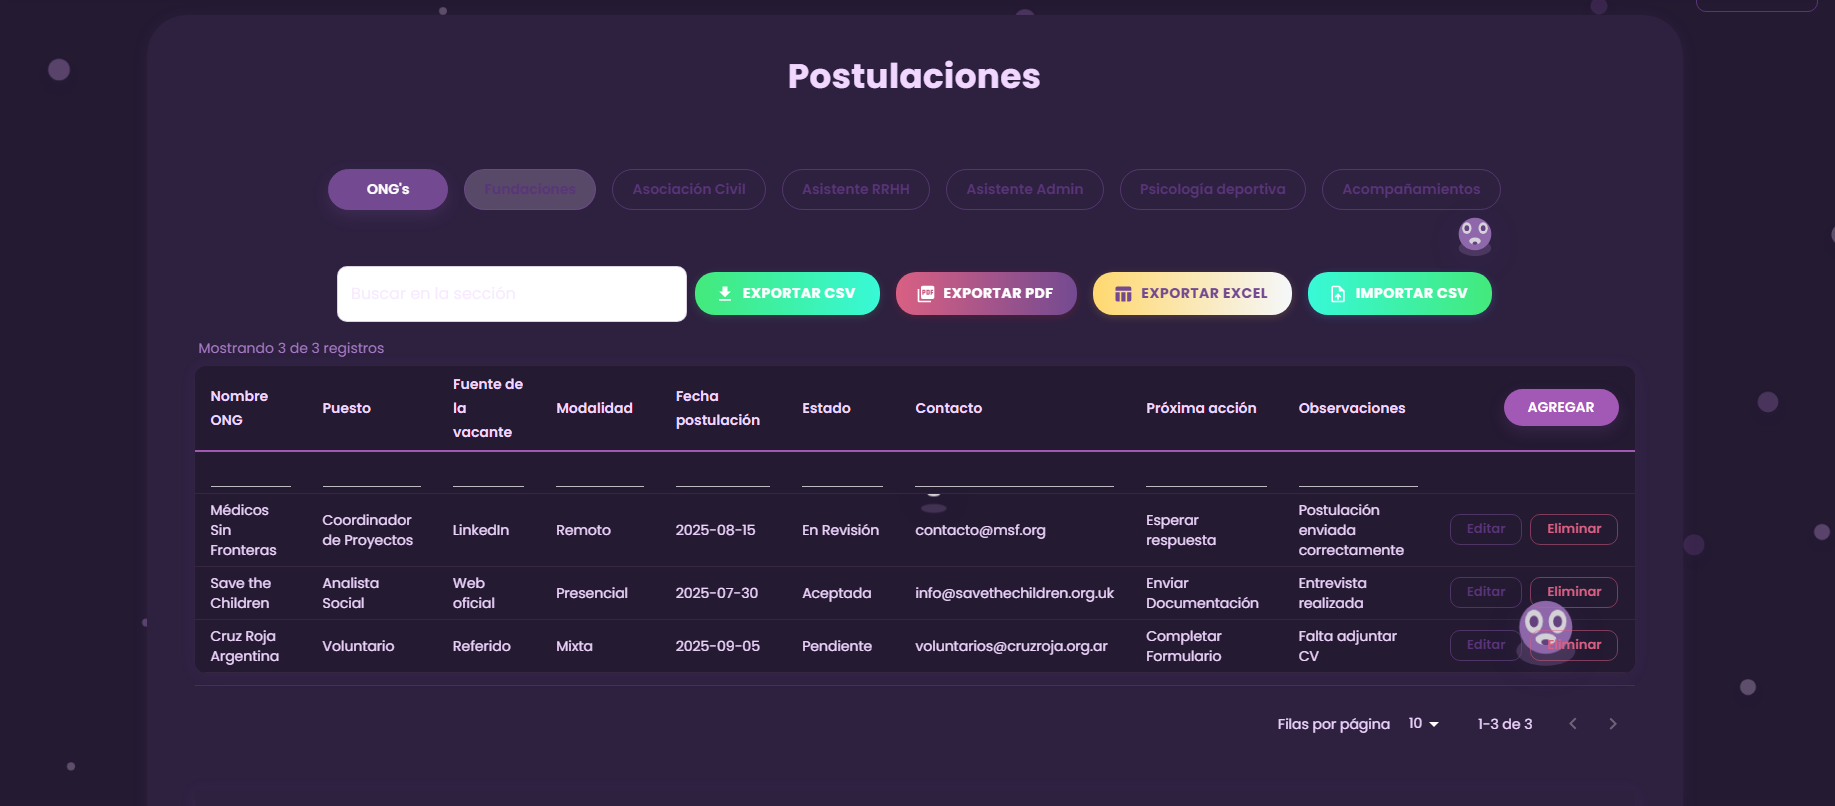 Postulaciones
ONG's
Fundaciones
Asociación Civil
Asistente RRHH
Asistente Admin
Psicología deportiva
Acompañamientos
Buscar en la sección
EXPORTAR CSV
EXPORTAR PDF
EXPORTAR EXCEL
IMPORTAR CSV
Mostrando 3 de 3 registros
Nombre
ONG
Puesto
Fuente de
la
vacante
Modalidad
Fecha
postulación
Estado
Contacto
Próxima acción
Observaciones
AGREGAR
Médicos
Sin
Fronteras
Coordinador
de Proyectos
LinkedIn
Remoto
2025-08-15
En Revisión
contacto@msf.org
Esperar
respuesta
Postulación
enviada
correctamente
Editar
Eliminar
Save the
Children
Analista
Social
Web
oficial
Presencial
2025-07-30
Aceptada
info@savethechildren.org.uk
Enviar
Documentación
Entrevista
realizada
Editar
Eliminar
Cruz Roja
Argentina
Voluntario
Referido
Mixta
2025-09-05
Pendiente
voluntarios@cruzroja.org.ar
Completar
Formulario
Falta adjuntar
CV
Editar
Eliminar
Filas por página
10
1-3 de 3